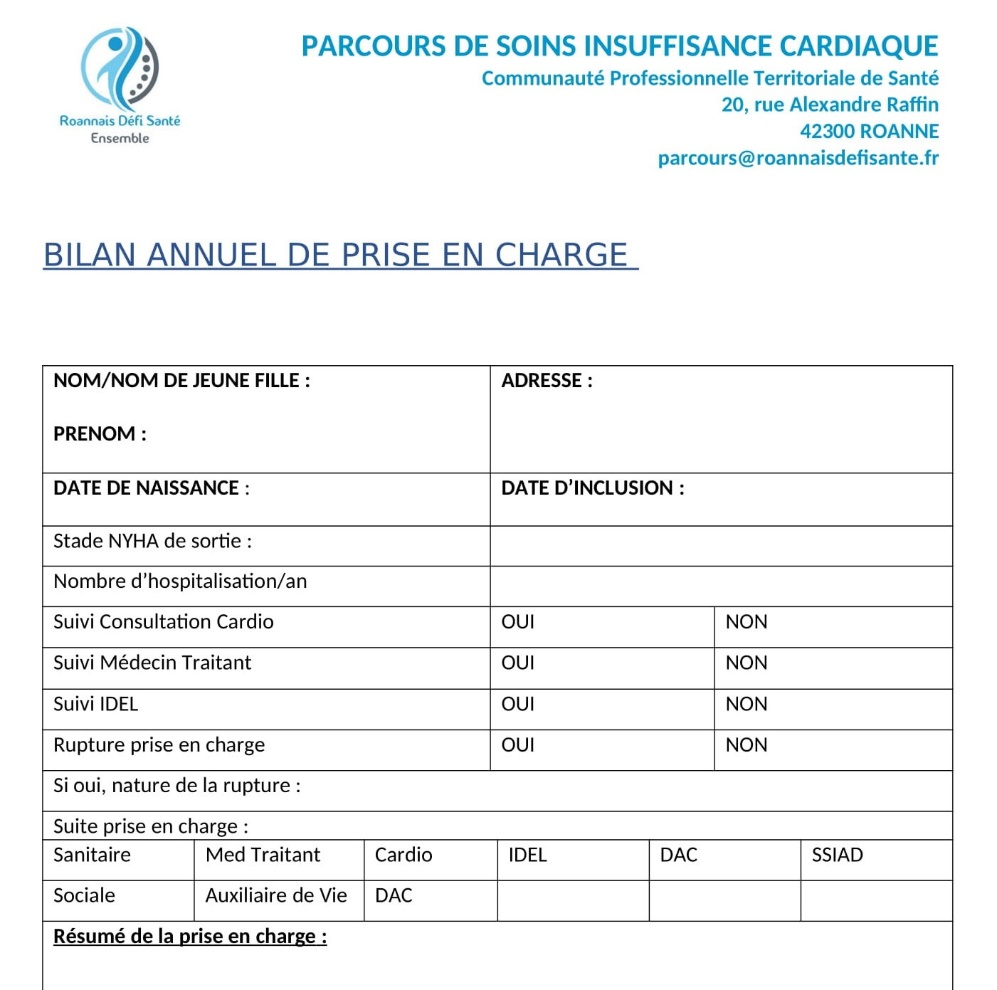 Roannais Défi Santé
Ensemble
PARCOURS DE SOINS INSUFFISANCE CARDIAQUE
Communauté Professionnelle Territoriale de Santé
20, rue Alexandre Raffin
42300 ROANNE
parcours@roannaisdefisante.fr
BILAN ANNUEL DE PRISE EN CHARGE
NOM/NOM DE JEUNE FILLE :
PRENOM :
ADRESSE :
DATE DE NAISSANCE :
DATE D’INCLUSION :
Stade NYHA de sortie :
Nombre d’hospitalisation/an
Suivi Consultation Cardio OUI NON
Suivi Médecin Traitant OUI NON
Suivi IDEL OUI NON
Rupture prise en charge OUI NON
Si oui, nature de la rupture :
Suite prise en charge :
Sanitaire Med Traitant Cardio IDEL DAC SSIAD
Sociale Auxiliaire de Vie DAC
Résumé de la prise en charge :